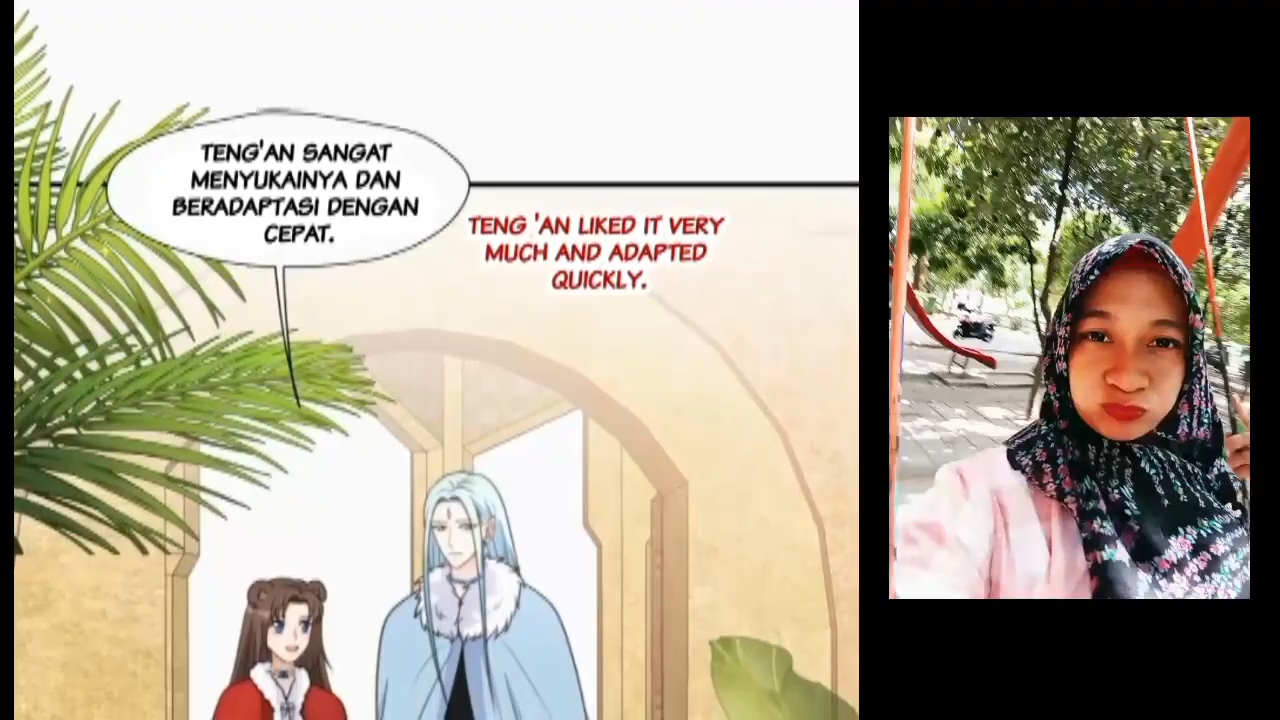 TENG'AN SANGAT
MENYUKAINYA DAN
BERADAPTASI DENGAN
CEPAT.
TENG 'AN LIKED IT VERY
MUCH AND ADAPTED
QUICKLY.